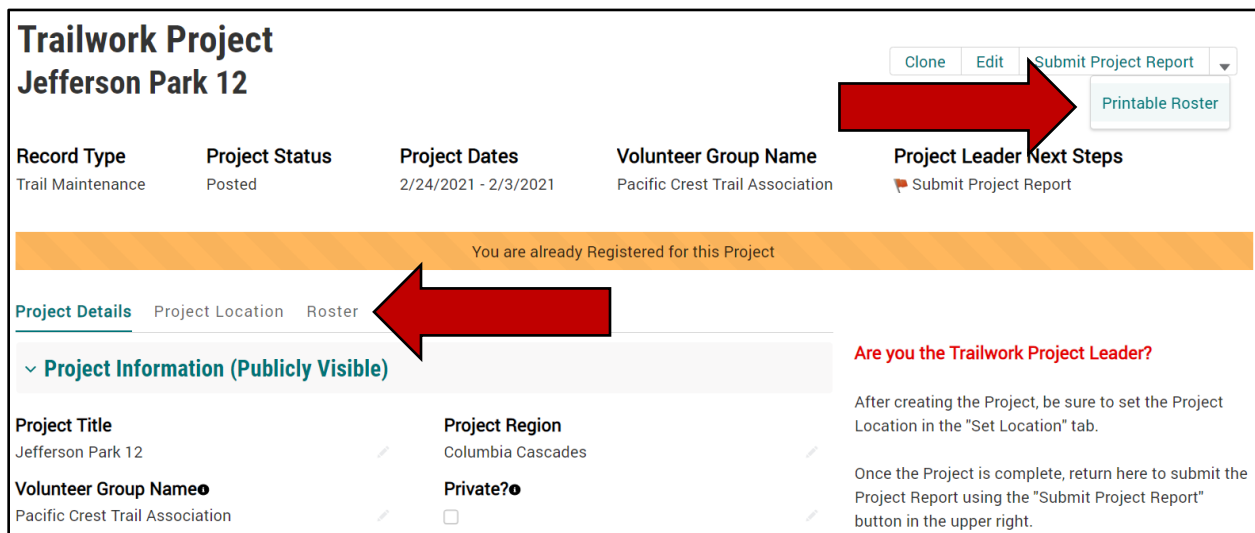 Trailwork Project
Jefferson Park 12
Clone Edit Submit Project Report
Printable Roster
Record Type Project Status Project Dates Volunteer Group Name Project Leader Next Steps
Trail Maintenance Posted 2/24/2021 - 2/3/2021 Pacific Crest Trail Association Submit Project Report
You are already Registered for this Project
Project Details Project Location Roster
Project Information (Publicly Visible)
Are you the Trailwork Project Leader?
After creating the Project, be sure to set the Project
Location in the "Set Location" tab.
Once the Project is complete, return here to submit the
Project Report using the "Submit Project Report"
button in the upper right.
Project Title Project Region
Jefferson Park 12 Columbia Cascades
Volunteer Group Name Private?
Pacific Crest Trail Association